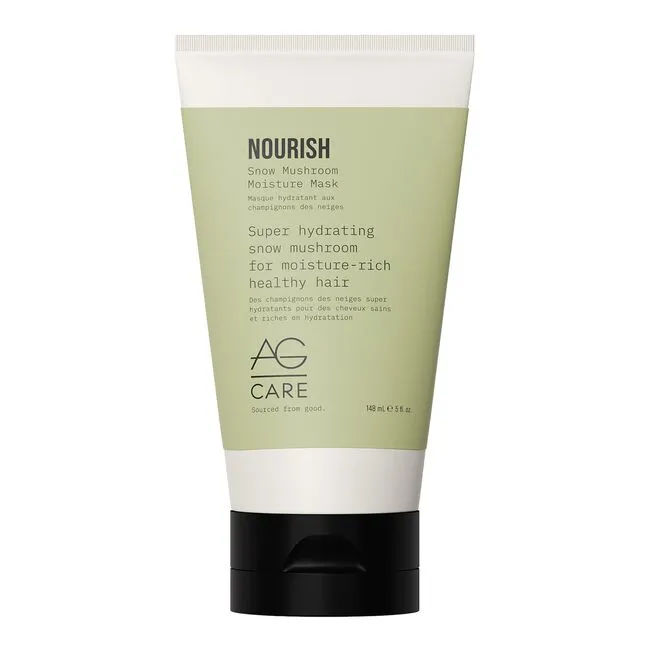 NOURISH
Snow Mushroom
Moisture Mask
Masque hydratant aux
champignons des neiges
Super hydrating
snow mushroom
for moisture-rich
healthy hair
Des champignons des neiges super
hydratants pour des cheveux sains
et riches en hydratation
AG
CARE
Sourced from good.
148 mL ℮ 5 fl. oz.